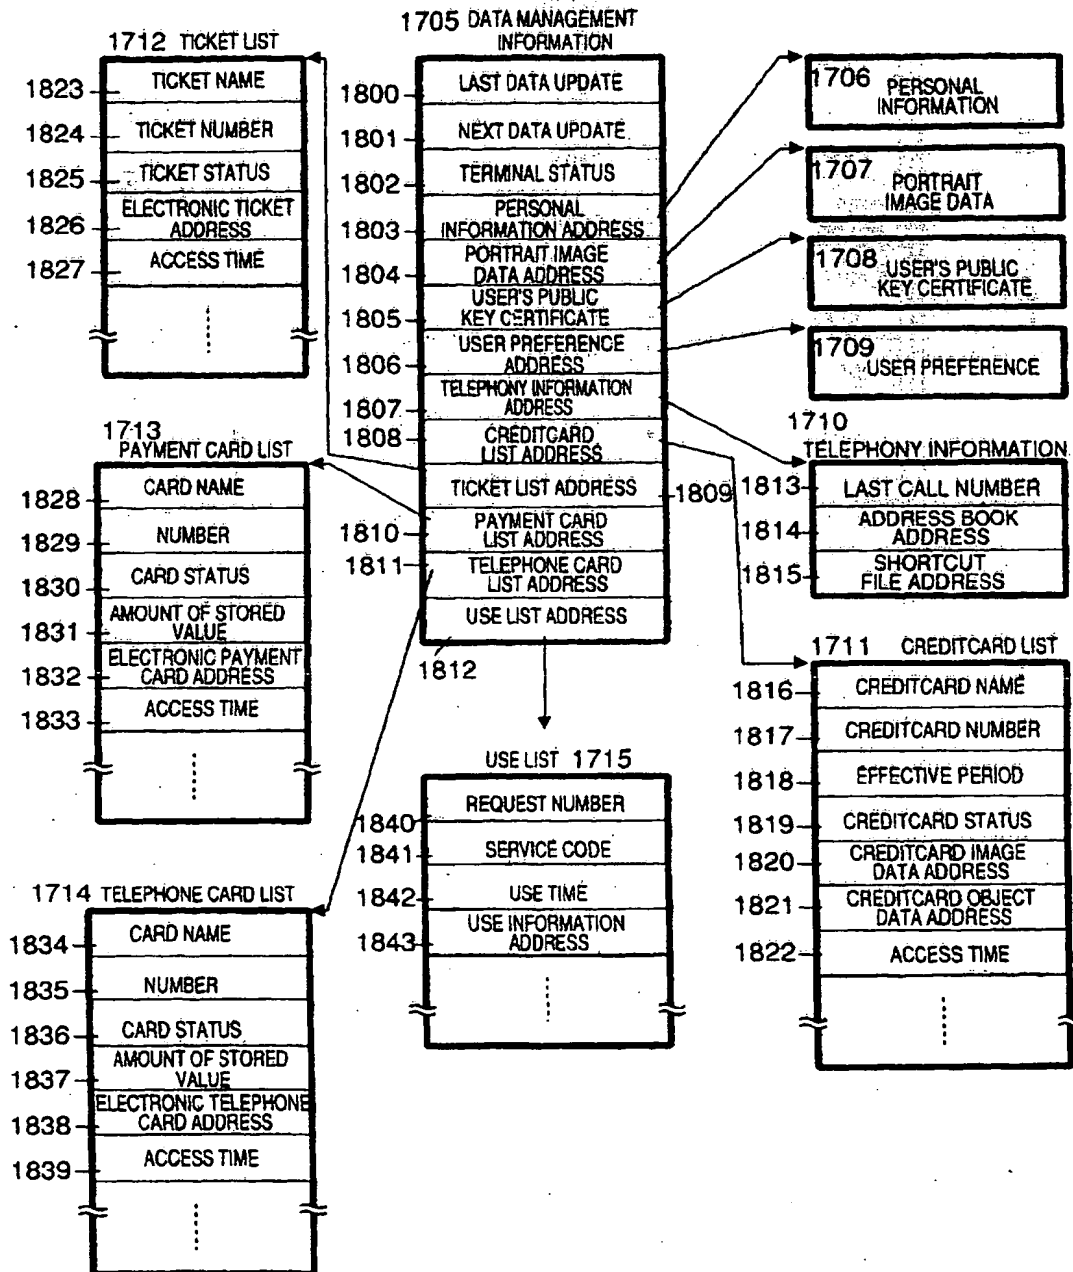 1705 DATA MANAGEMENT
INFORMATION
1800 LAST DATA UPDATE
1801 NEXT DATA UPDATE
1802 TERMINAL STATUS
1803 PERSONAL
INFORMATION ADDRESS
1804 PORTRAIT IMAGE
DATA ADDRESS
1805 USER'S PUBLIC
KEY CERTIFICATE
1806 USER PREFERENCE
ADDRESS
1807 TELEPHONY INFORMATION
ADDRESS
1808 CREDITCARD
LIST ADDRESS
TICKET LIST ADDRESS 1809
1810 PAYMENT CARD
LIST ADDRESS
1811 TELEPHONE CARD
LIST ADDRESS
USE LIST ADDRESS
1812
1712 TICKET LIST
1823 TICKET NAME
1824 TICKET NUMBER
1825 TICKET STATUS
1826 ELECTRONIC TICKET
ADDRESS
1827 ACCESS TIME
1713
PAYMENT CARD LIST
1828 CARD NAME
1829 NUMBER
1830 CARD STATUS
1831 AMOUNT OF STORED
VALUE
1832 ELECTRONIC PAYMENT
CARD ADDRESS
1833 ACCESS TIME
1714 TELEPHONE CARD LIST
1834 CARD NAME
1835 NUMBER
1836 CARD STATUS
1837 AMOUNT OF STORED
VALUE
1838 ELECTRONIC TELEPHONE
CARD ADDRESS
1839 ACCESS TIME
USE LIST 1715
REQUEST NUMBER
1840
1841 SERVICE CODE
1842 USE TIME
1843 USE INFORMATION
ADDRESS
1706 PERSONAL
INFORMATION
1707 PORTRAIT
IMAGE DATA
1708 USER'S PUBLIC
KEY CERTIFICATE
1709
USER PREFERENCE
1710
TELEPHONY INFORMATION
1813 LAST CALL NUMBER
1814 ADDRESS BOOK
ADDRESS
1815 SHORTCUT
FILE ADDRESS
1711 CREDITCARD LIST
1816 CREDITCARD NAME
1817 CREDITCARD NUMBER
1818 EFFECTIVE PERIOD
1819 CREDITCARD STATUS
1820 CREDITCARD IMAGE
DATA ADDRESS
1821 CREDITCARD OBJECT
DATA ADDRESS
1822 ACCESS TIME